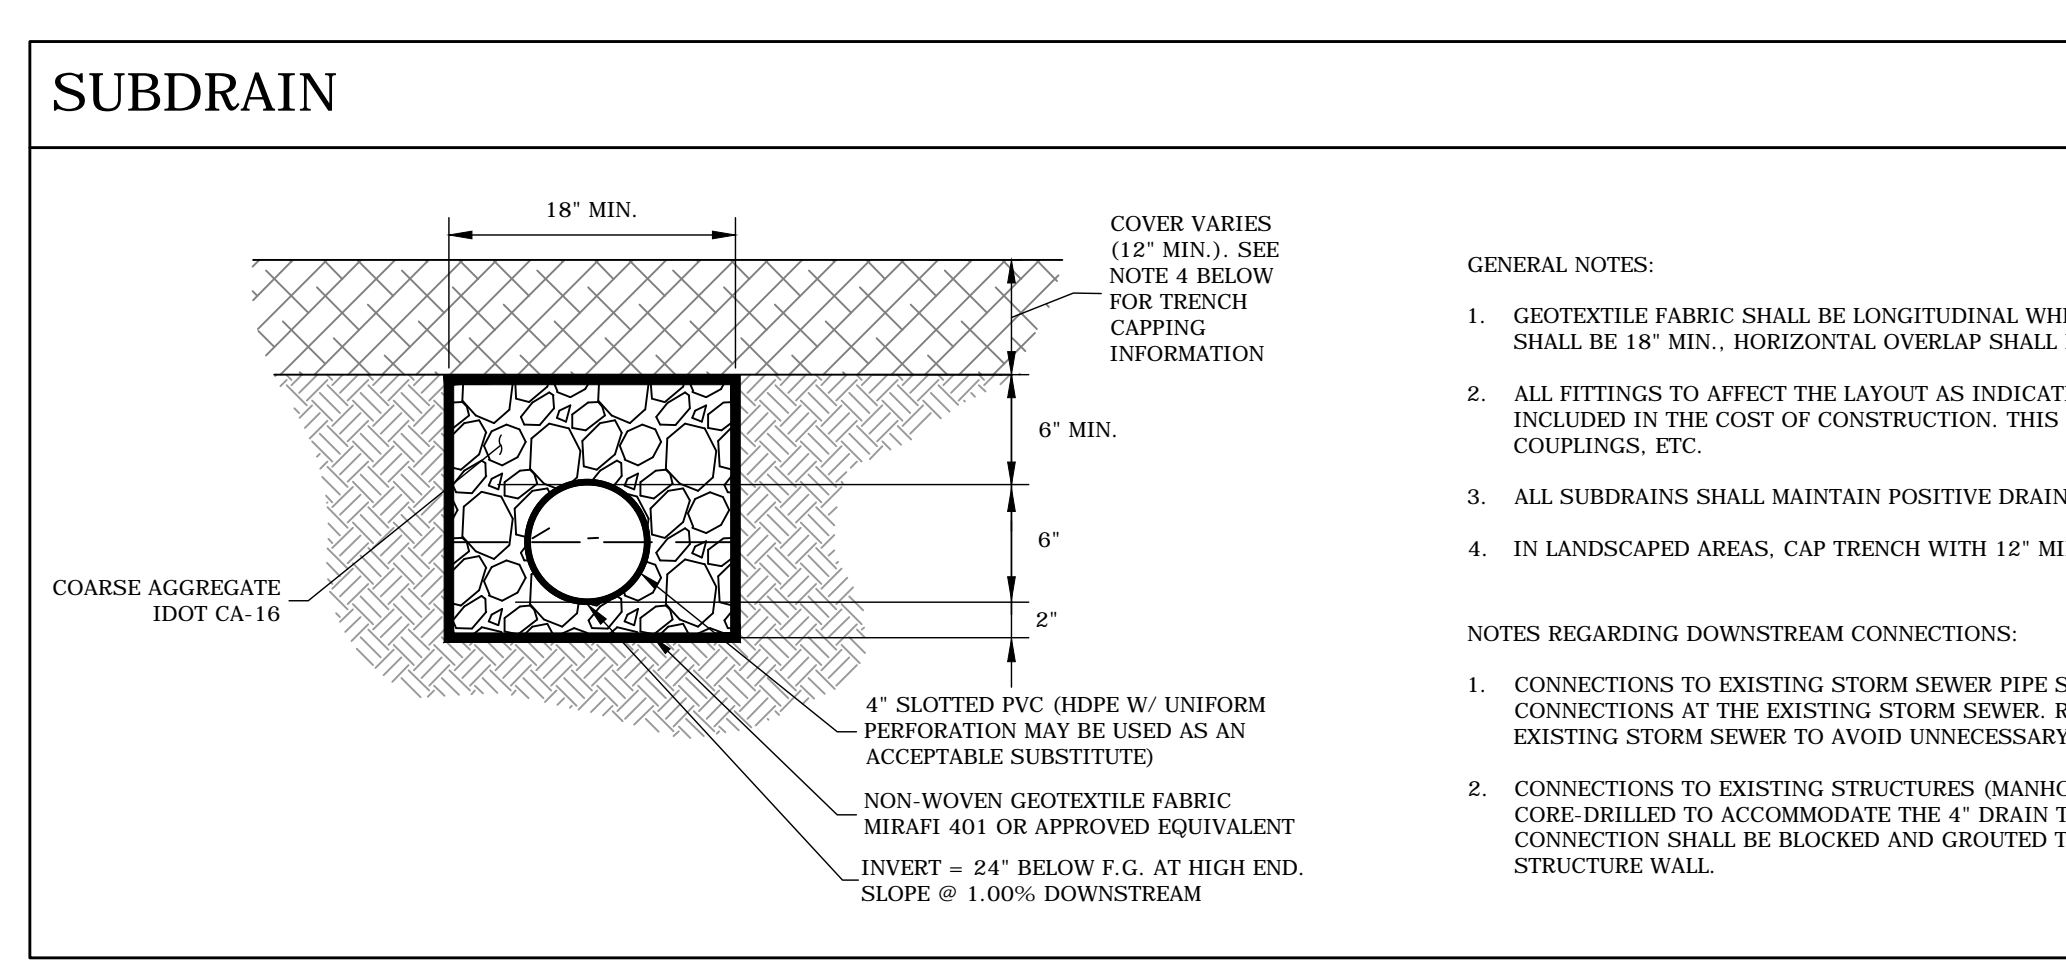 SUBDRAIN
18" MIN.
COVER VARIES
(12" MIN.). SEE
NOTE 4 BELOW
FOR TRENCH
CAPPING
INFORMATION
6" MIN.
6"
2"
COARSE AGGREGATE
IDOT CA-16
4" SLOTTED PVC (HDPE W/ UNIFORM
PERFORATION MAY BE USED AS AN
ACCEPTABLE SUBSTITUTE)
NON-WOVEN GEOTEXTILE FABRIC
MIRAFI 401 OR APPROVED EQUIVALENT
INVERT = 24" BELOW F.G. AT HIGH END.
SLOPE @ 1.00% DOWNSTREAM
GENERAL NOTES:
1. GEOTEXTILE FABRIC SHALL BE LONGITUDINAL
SHALL BE 18" MIN., HORIZONTAL OVERLAP SHALL
2. ALL FITTINGS TO AFFECT THE LAYOUT AS
INCLUDED IN THE COST OF CONSTRUCTION. THIS
COUPLINGS, ETC.
3. ALL SUBDRAINS SHALL MAINTAIN POSITIVE
4. IN LANDSCAPED AREAS, CAP TRENCH WITH 12"
NOTES REGARDING DOWNSTREAM CONNECTIONS:
1. CONNECTIONS TO EXISTING STORM SEWER PIPE
CONNECTIONS AT THE EXISTING STORM SEWER.
EXISTING STORM SEWER TO AVOID UNNECESSARY
2. CONNECTIONS TO EXISTING STRUCTURES
CORE-DRILLED TO ACCOMMODATE THE 4" DRAIN
CONNECTION SHALL BE BLOCKED AND GROUTED
STRUCTURE WALL.